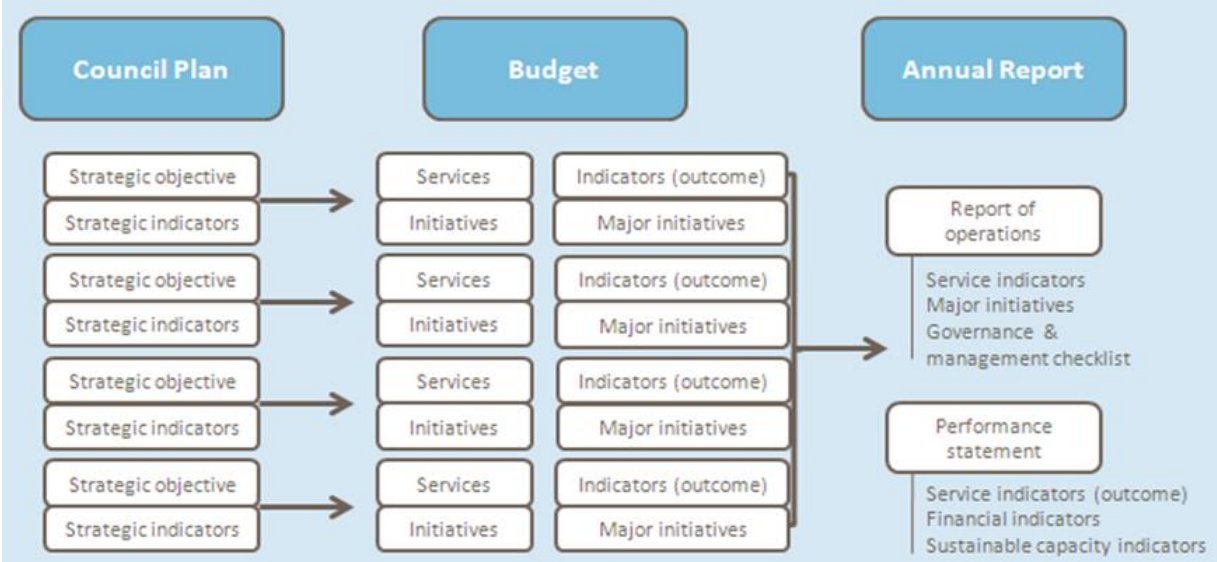 Council Plan
Budget
Annual Report
Strategic objective
Strategic indicators
Services
Initiatives
Indicators (outcome)
Major initiatives
Strategic objective
Strategic indicators
Services
Initiatives
Indicators (outcome)
Major initiatives
Strategic objective
Strategic indicators
Services
Initiatives
Indicators (outcome)
Major initiatives
Strategic objective
Strategic indicators
Services
Initiatives
Indicators (outcome)
Major initiatives
Report of
operations
Service indicators
Major initiatives
Governance &
management checklist
Performance
statement
Service indicators (outcome)
Financial indicators
Sustainable capacity indicators